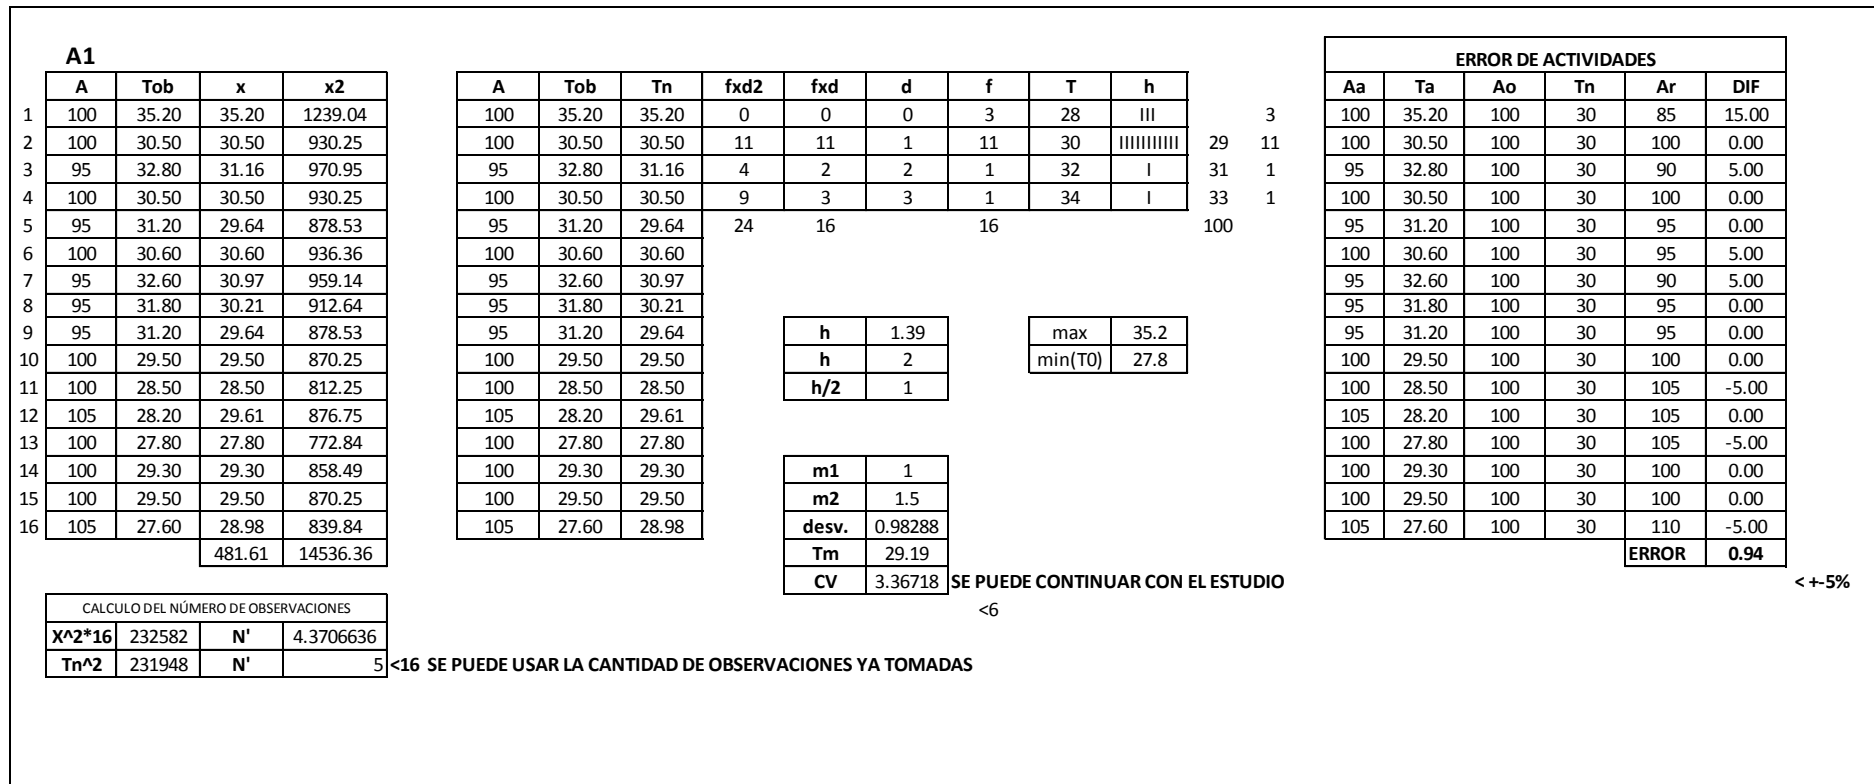 A1
ERROR DE ACTIVIDADES
A Tob x x2 A Tob Tn fxd2 fxd d f T h Aa Ta Ao Tn Ar DIF
1 100 35.20 35.20 1239.04 100 35.20 35.20 0 0 0 3 28 III 3 100 35.20 100 30 85 15.00
2 100 30.50 30.50 930.25 100 30.50 30.50 11 11 1 11 30 IIIIIIIIIII 29 11 100 30.50 100 30 100 0.00
3 95 32.80 31.16 970.95 95 32.80 31.16 4 2 2 1 32 I 31 1 95 32.80 100 30 90 5.00
4 100 30.50 30.50 930.25 100 30.50 30.50 9 3 3 1 34 I 33 1 100 30.50 100 30 100 0.00
5 95 31.20 29.64 878.53 95 31.20 29.64 24 16 16 100 95 31.20 100 30 95 0.00
6 100 30.60 30.60 936.36 100 30.60 30.60 100 30.60 100 30 95 5.00
7 95 32.60 30.97 959.14 95 32.60 30.97 95 32.60 100 30 90 5.00
8 95 31.80 30.21 912.64 95 31.80 30.21 95 31.80 100 30 95 0.00
9 95 31.20 29.64 878.53 95 31.20 29.64 h 1.39 max 35.2 95 31.20 100 30 95 0.00
10 100 29.50 29.50 870.25 100 29.50 29.50 h 2 min(T0) 27.8 100 29.50 100 30 100 0.00
11 100 28.50 28.50 812.25 100 28.50 28.50 h/2 1 100 28.50 100 30 105 -5.00
12 105 28.20 29.61 876.75 105 28.20 29.61 105 28.20 100 30 105 0.00
13 100 27.80 27.80 772.84 100 27.80 27.80 100 27.80 100 30 105 -5.00
14 100 29.30 29.30 858.49 100 29.30 29.30 m1 1 100 29.30 100 30 100 0.00
15 100 29.50 29.50 870.25 100 29.50 29.50 m2 1.5 100 29.50 100 30 100 0.00
16 105 27.60 28.98 839.84 105 27.60 28.98 desv. 0.98288 105 27.60 100 30 110 -5.00
481.61 14536.36 Tm 29.19 ERROR 0.94
CV 3.36718 SE PUEDE CONTINUAR CON EL ESTUDIO < +-5%
CALCULO DEL NÚMERO DE OBSERVACIONES <6
X^2*16 232582 N' 4.3706636
Tn^2 231948 N' 5 <16 SE PUEDE USAR LA CANTIDAD DE OBSERVACIONES YA TOMADAS